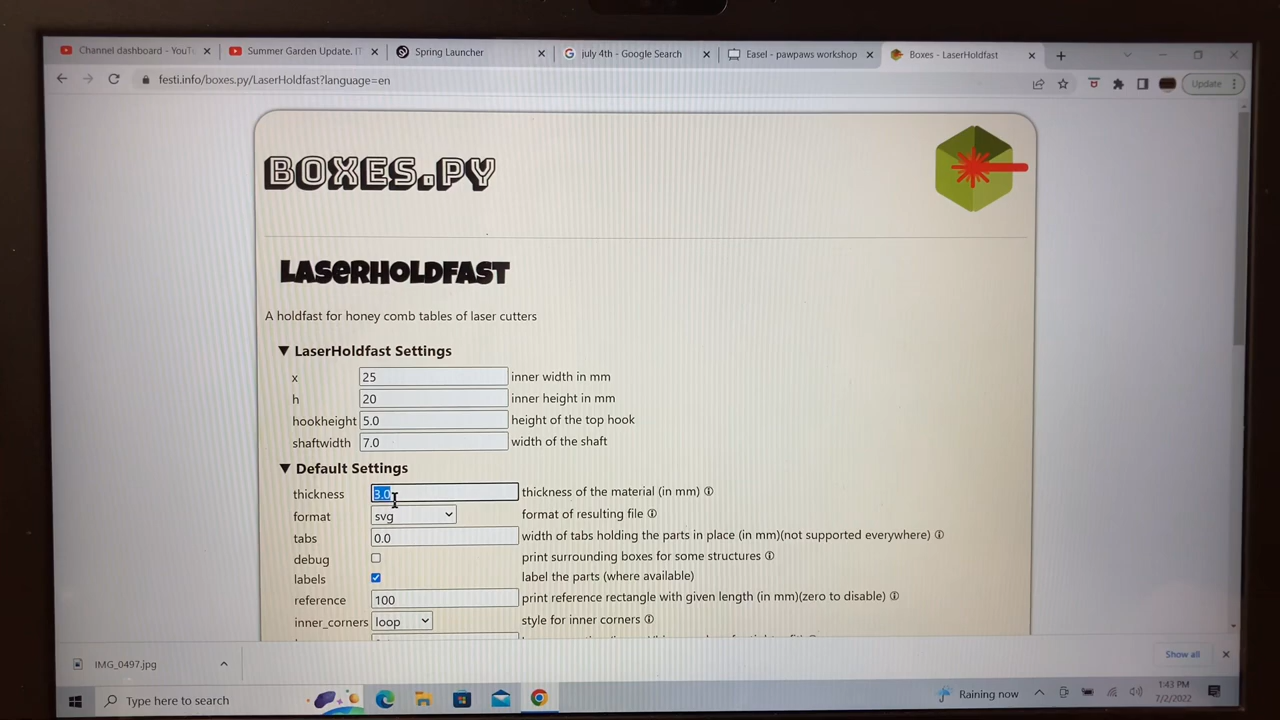 Channel dashboard - YouTu
Summer Garden Update. IT
Spring Launcher
july 4th - Google Search
Easel - pawpaws workshop
Boxes - LaserHoldfast
festi.info/boxes.py/LaserHoldfast?language=en
Update
BOXES.PY
LASERHOLDFAST
A holdfast for honey comb tables of laser cutters
LaserHoldfast Settings
x 25 inner width in mm
h 20 inner height in mm
hookheight 5.0 height of the top hook
shaftwidth 7.0 width of the shaft
Default Settings
thickness 3.0 thickness of the material (in mm)
format svg format of resulting file
tabs 0.0 width of tabs holding the parts in place (in mm)(not supported everywhere)
debug print surrounding boxes for some structures
labels label the parts (where available)
reference 100 print reference rectangle with given length (in mm)(zero to disable)
inner_corners loop style for inner corners
IMG_0497.jpg
Show all
Type here to search
Raining now
1:43 PM
7/2/2022